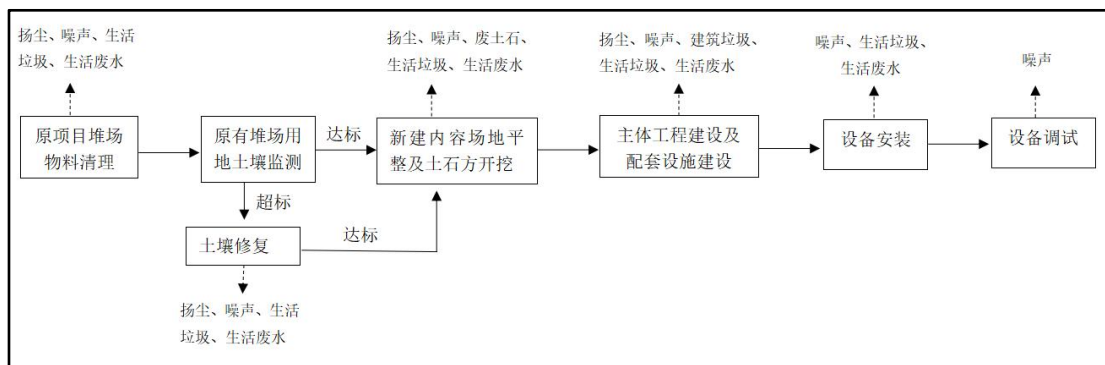 扬尘、噪声、生活
垃圾、生活废水
扬尘、噪声、废土石、
生活垃圾、生活废水
扬尘、噪声、建筑垃圾、
生活垃圾、生活废水
噪声、生活垃圾、
生活废水
噪声
原项目堆场
物料清理
原有堆场用
地土壤监测
达标
新建内容场地平
整及土石方开挖
主体工程建设及
配套设施建设
设备安装
设备调试
超标
土壤修复
达标
扬尘、噪声、生活
垃圾、生活废水